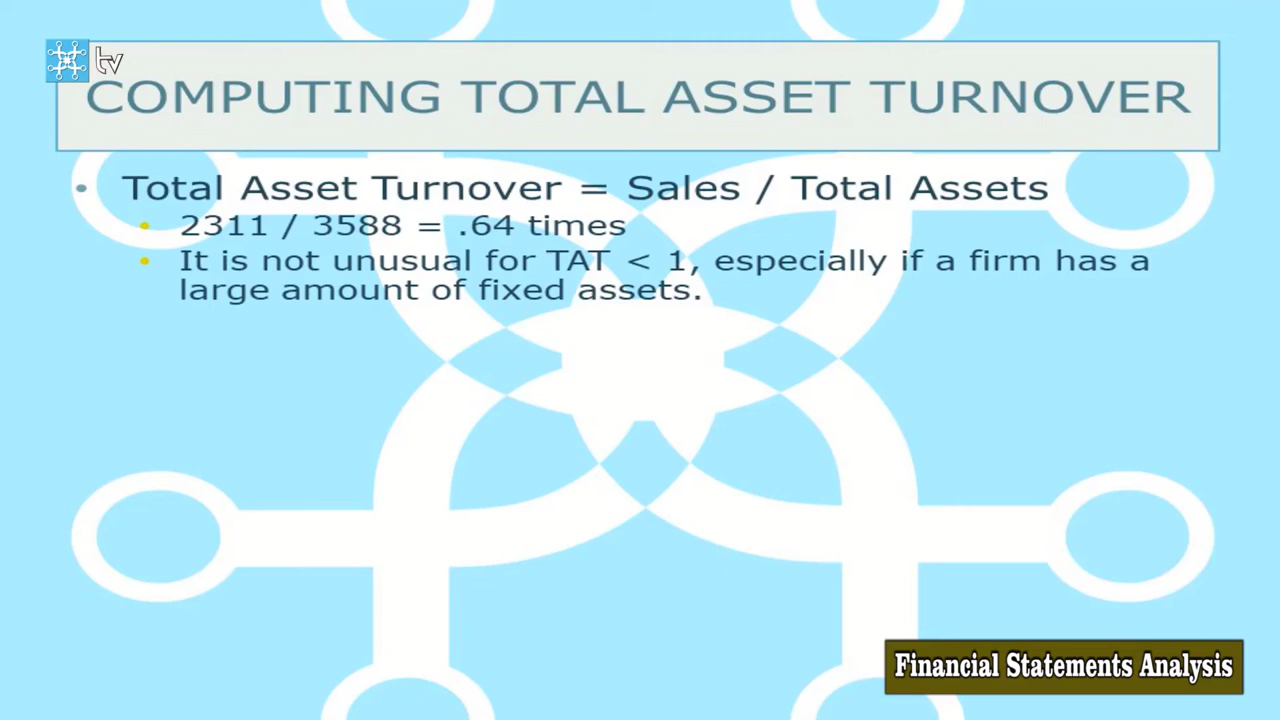 tv
COMPUTING TOTAL ASSET TURNOVER
• Total Asset Turnover = Sales / Total Assets
• 2311 / 3588 = .64 times
• It is not unusual for TAT < 1, especially if a firm has a
large amount of fixed assets.
Financial Statements Analysis